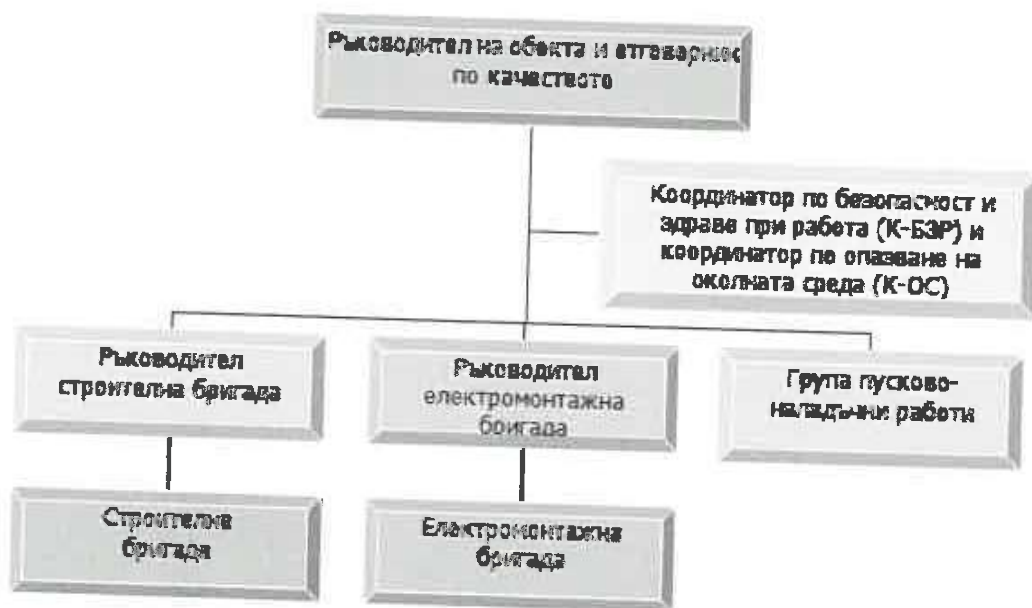 Ръководител на обекта и отговорник
по качеството
Координатор по безопасност и
здраве при работа (К-БЗР) и
координатор по опазване на
околната среда (К-ОС)
Ръководител
строителна бригада
Ръководител
електромонтажна
бригада
Група пусково-
наладъчни работи
Строителна
бригада
Електромонтажна
бригада